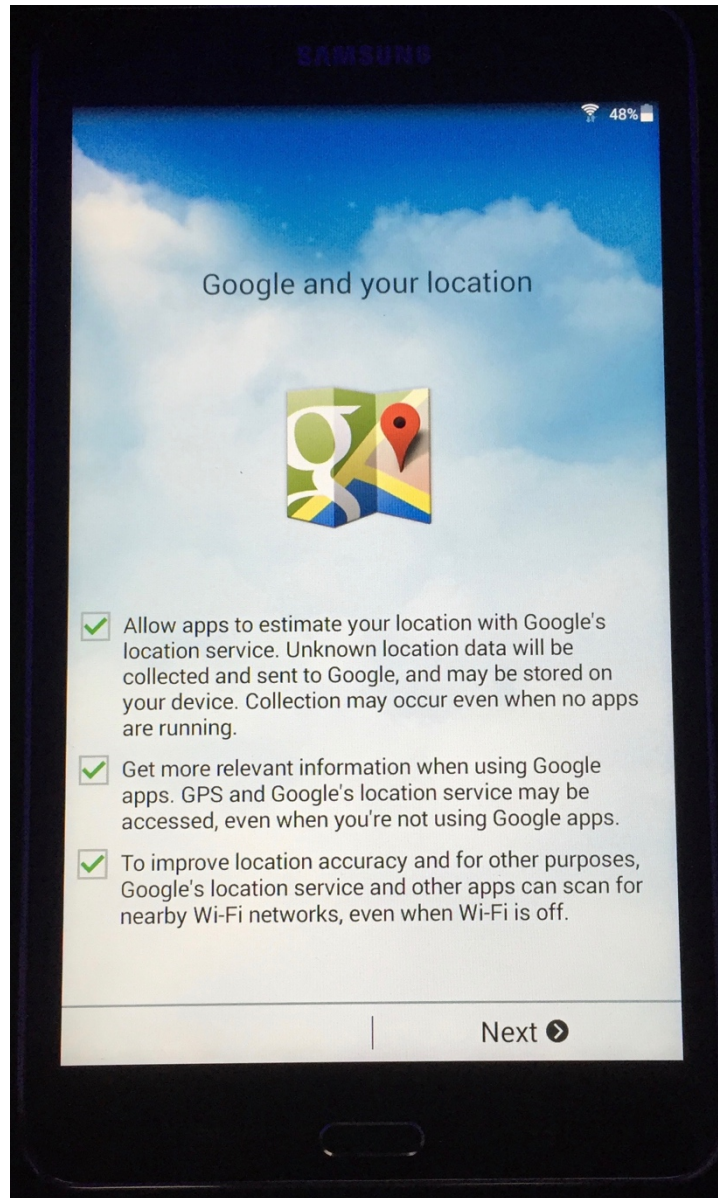 SAMSUNG
48%
Google and your location
g
Allow apps to estimate your location with Google's
location service. Unknown location data will be
collected and sent to Google, and may be stored on
your device. Collection may occur even when no apps
are running.
Get more relevant information when using Google
apps. GPS and Google's location service may be
accessed, even when you're not using Google apps.
To improve location accuracy and for other purposes,
Google's location service and other apps can scan for
nearby Wi-Fi networks, even when Wi-Fi is off.
Next